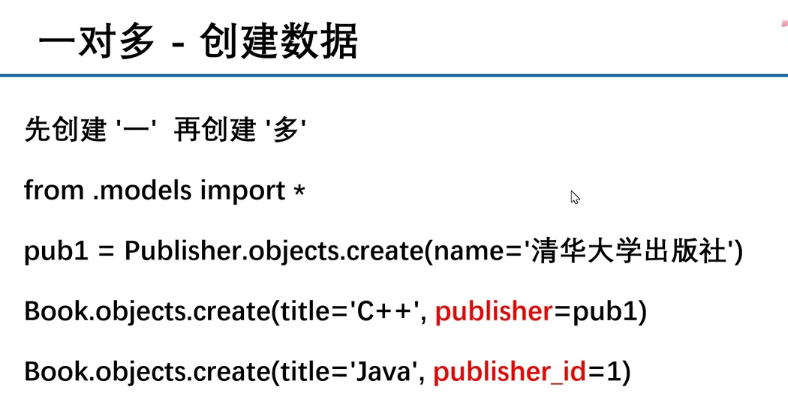 一对多 - 创建数据
先创建 '一' 再创建 '多'
from .models import *
pub1 = Publisher.objects.create(name='清华大学出版社')
Book.objects.create(title='C++', publisher=pub1)
Book.objects.create(title='Java', publisher_id=1)